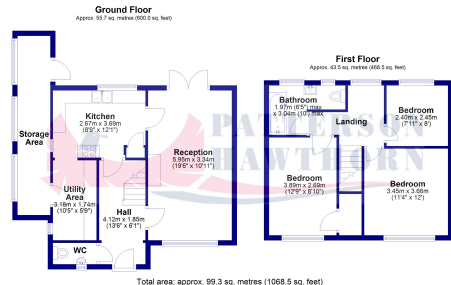 Ground Floor
Approx. 55.7 sq. metres (600.0 sq. feet)
Kitchen
2.67m x 3.69m
(8'9" x 12'1")
Storage
Area
Reception
5.95m x 3.34m
(19'6" x 10'11")
Utility
Area
3.18m x 1.74m
(10'5" x 5'9")
Hall
4.12m x 1.85m
(13'6" x 6'1")
WC
First Floor
Approx. 43.5 sq. metres (468.5 sq. feet)
Bathroom
1.97m (6'5") max
x 3.04m (10') max
Landing
Bedroom
2.40m x 2.45m
(7'11" x 8')
Bedroom
3.89m x 2.69m
(12'9" x 8'10")
Bedroom
3.45m x 3.66m
(11'4" x 12')
PATTERSON
HAWTHORN
Total area: approx. 99.3 sq. metres (1068.5 sq. feet)